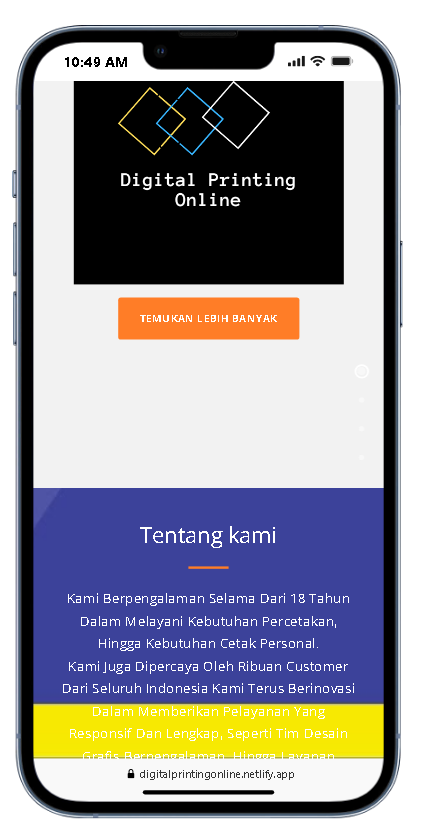 10:49 AM
Digital Printing
Online
TEMUKAN LEBIH BANYAK
Tentang kami
Kami Berpengalaman Selama Dari 18 Tahun
Dalam Melayani Kebutuhan Percetakan,
Hingga Kebutuhan Cetak Personal.
Kami Juga Dipercaya Oleh Ribuan Customer
Dari Seluruh Indonesia Kami Terus Berinovasi
Dalam Memberikan Pelayanan Yang
Responsif Dan Lengkap, Seperti Tim Desain
Grafis Berpengalaman, Hingga Layanan
digitalprintingonline.netlify.app